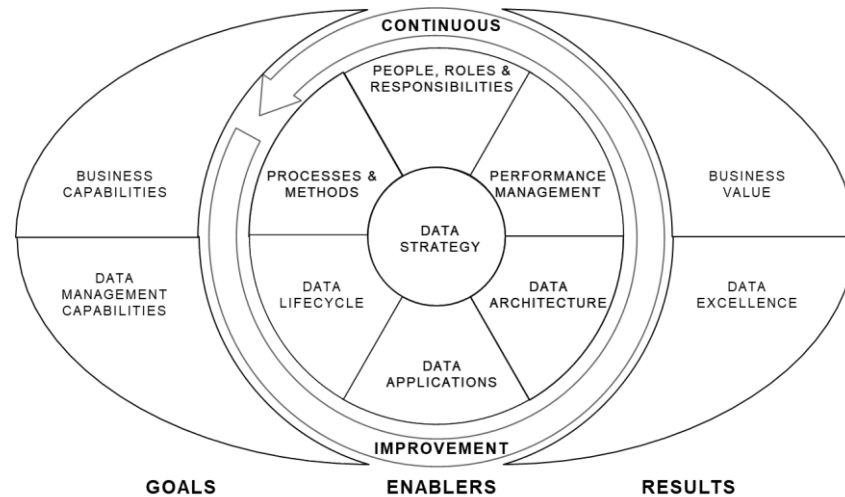 CONTINUOUS
PEOPLE, ROLES &
RESPONSIBILITIES
BUSINESS
CAPABILITIES
PROCESSES &
METHODS
PERFORMANCE
MANAGEMENT
BUSINESS
VALUE
DATA
STRATEGY
DATA
MANAGEMENT
CAPABILITIES
DATA
LIFECYCLE
DATA
ARCHITECTURE
DATA
EXCELLENCE
DATA
APPLICATIONS
IMPROVEMENT
GOALS
ENABLERS
RESULTS